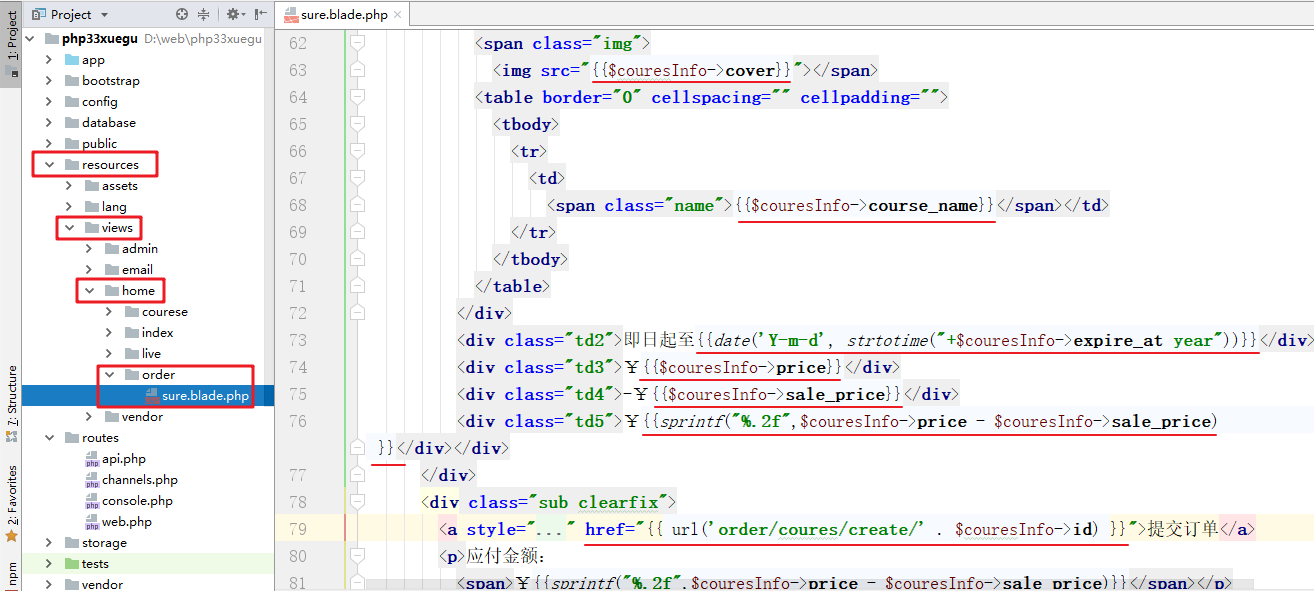 1: Project
7: Structure
2: Favorites
npm
Project
php33xuegu D:\web\php33xuegu
app
bootstrap
config
database
public
resources
assets
lang
views
admin
email
home
courese
index
live
order
sure.blade.php
vendor
routes
api.php
channels.php
console.php
web.php
storage
tests
vendor
sure.blade.php
62 <span class="img">
63 <img src="{{$couresInfo->cover}}"></span>
64 <table border="0" cellspacing="" cellpadding="">
65 <tbody>
66 <tr>
67 <td>
68 <span class="name">{{$couresInfo->course_name}}</span></td>
69 </tr>
70 </tbody>
71 </table>
72 </div>
73 <div class="td2">即日起至{{date('Y-m-d', strtotime("+$couresInfo->expire_at year"))}}</div>
74 <div class="td3">¥{{$couresInfo->price}}</div>
75 <div class="td4">-¥{{$couresInfo->sale_price}}</div>
76 <div class="td5">¥{{sprintf("%.2f",$couresInfo->price - $couresInfo->sale_price)
}}</div></div>
77 </div>
78 <div class="sub clearfix">
79 <a style="..." href="{{ url('order/coures/create/' . $couresInfo->id) }}">提交订单</a>
80 <p>应付金额:
81 <span>¥{{sprintf("%.2f",$couresInfo->price - $couresInfo->sale_price)}}</span></p>